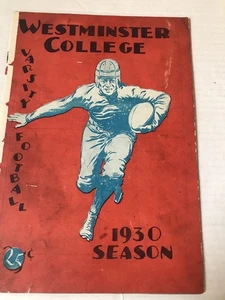 WESTMINSTER
COLLEGE
VARSITY FOOTBALL
1930
SEASON
25¢